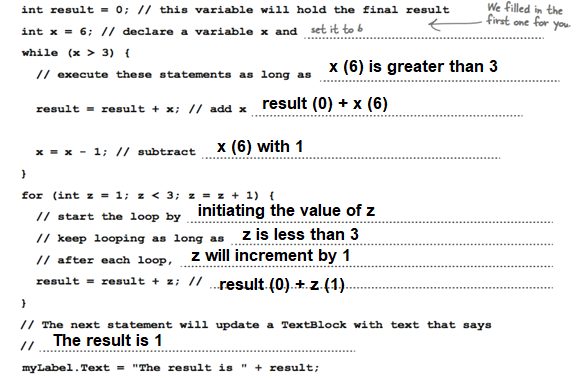 int result = 0; // this variable will hold the final result
We filled in the
first one for you.
int x = 6; // declare a variable x and set it to 6
while (x > 3) {
// execute these statements as long as x (6) is greater than 3
result = result + x; // add x result (0) + x (6)
x = x - 1; // subtract x (6) with 1
}
for (int z = 1; z < 3; z = z + 1) {
// start the loop by initiating the value of z
// keep looping as long as z is less than 3
// after each loop, z will increment by 1
result = result + z; // result (0) + z (1)
}
// The next statement will update a TextBlock with text that says
// The result is 1
myLabel.Text = "The result is " + result;